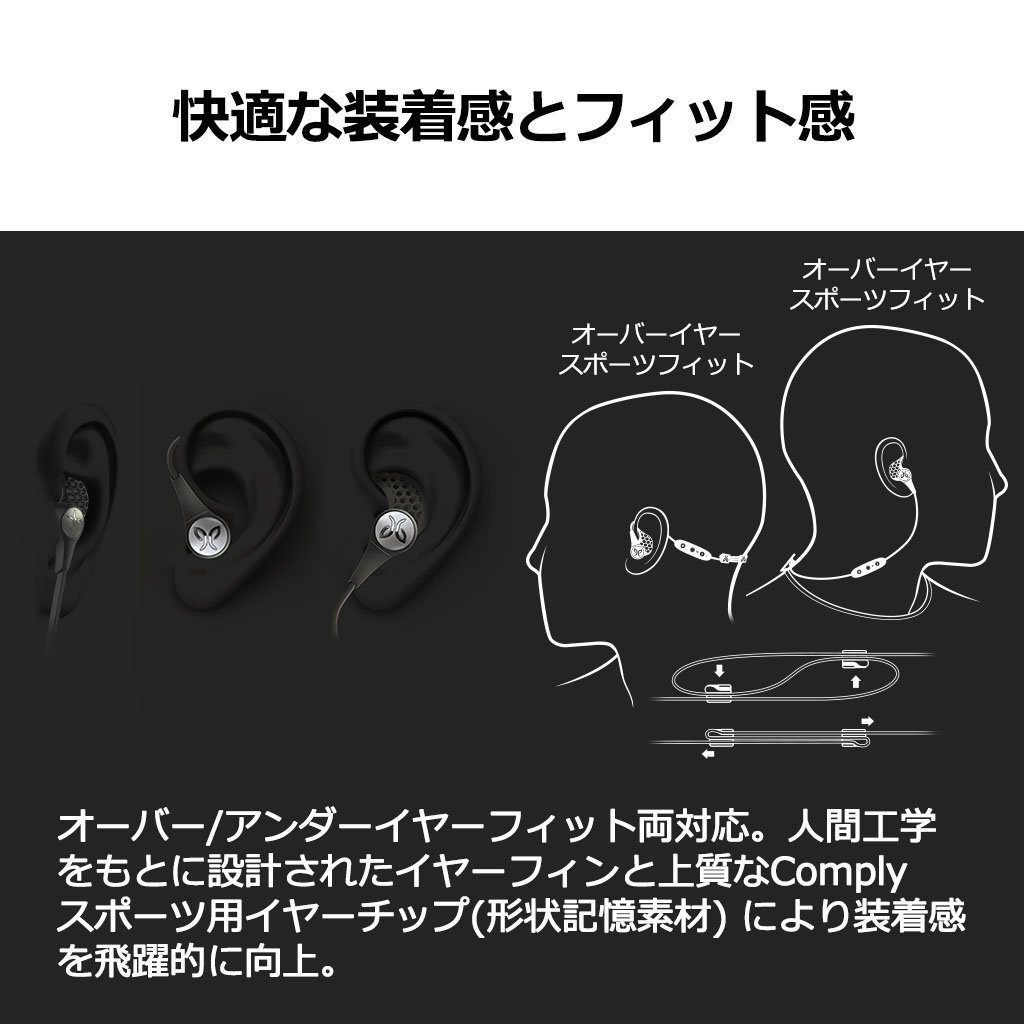 快適な装着感とフィット感
オーバーイヤー
スポーツフィット
オーバーイヤー
スポーツフィット
オーバー/アンダーイヤーフィット両対応。人間工学
をもとに設計されたイヤーフィンと上質なComply
スポーツ用イヤーチップ(形状記憶素材) により装着感
を飛躍的に向上。